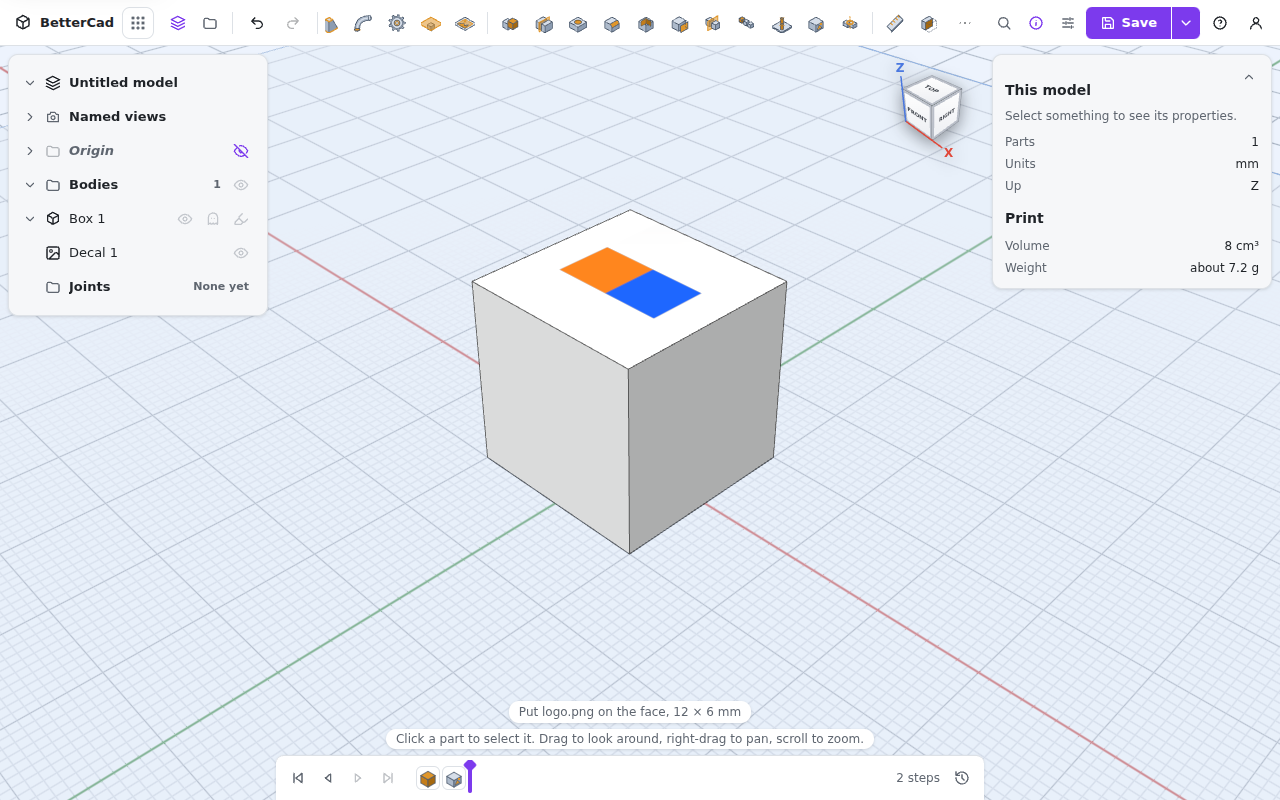 BetterCad
Save
Untitled model
Named views
Origin
Bodies 1
Box 1
Decal 1
Joints None yet
Z
TOP
FRONT
RIGHT
X
This model
Select something to see its properties.
Parts 1
Units mm
Up Z
Print
Volume 8 cm³
Weight about 7.2 g
Put logo.png on the face, 12 × 6 mm
Click a part to select it. Drag to look around, right-drag to pan, scroll to zoom.
2 steps